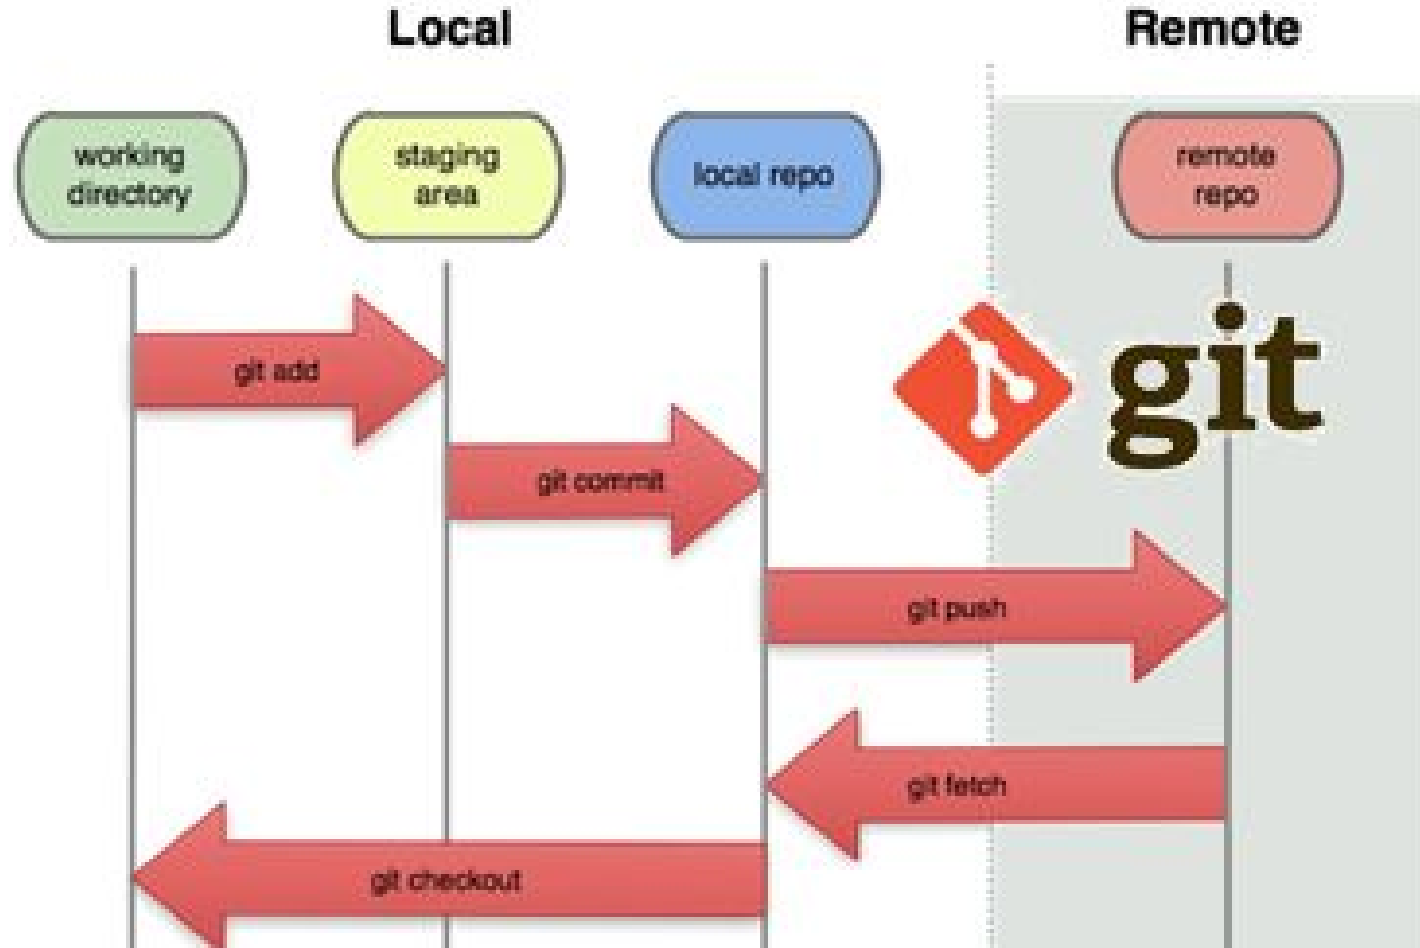 Local
Remote
working
directory
staging
area
local repo
remote
repo
git add
git
git commit
git push
git fetch
git checkout